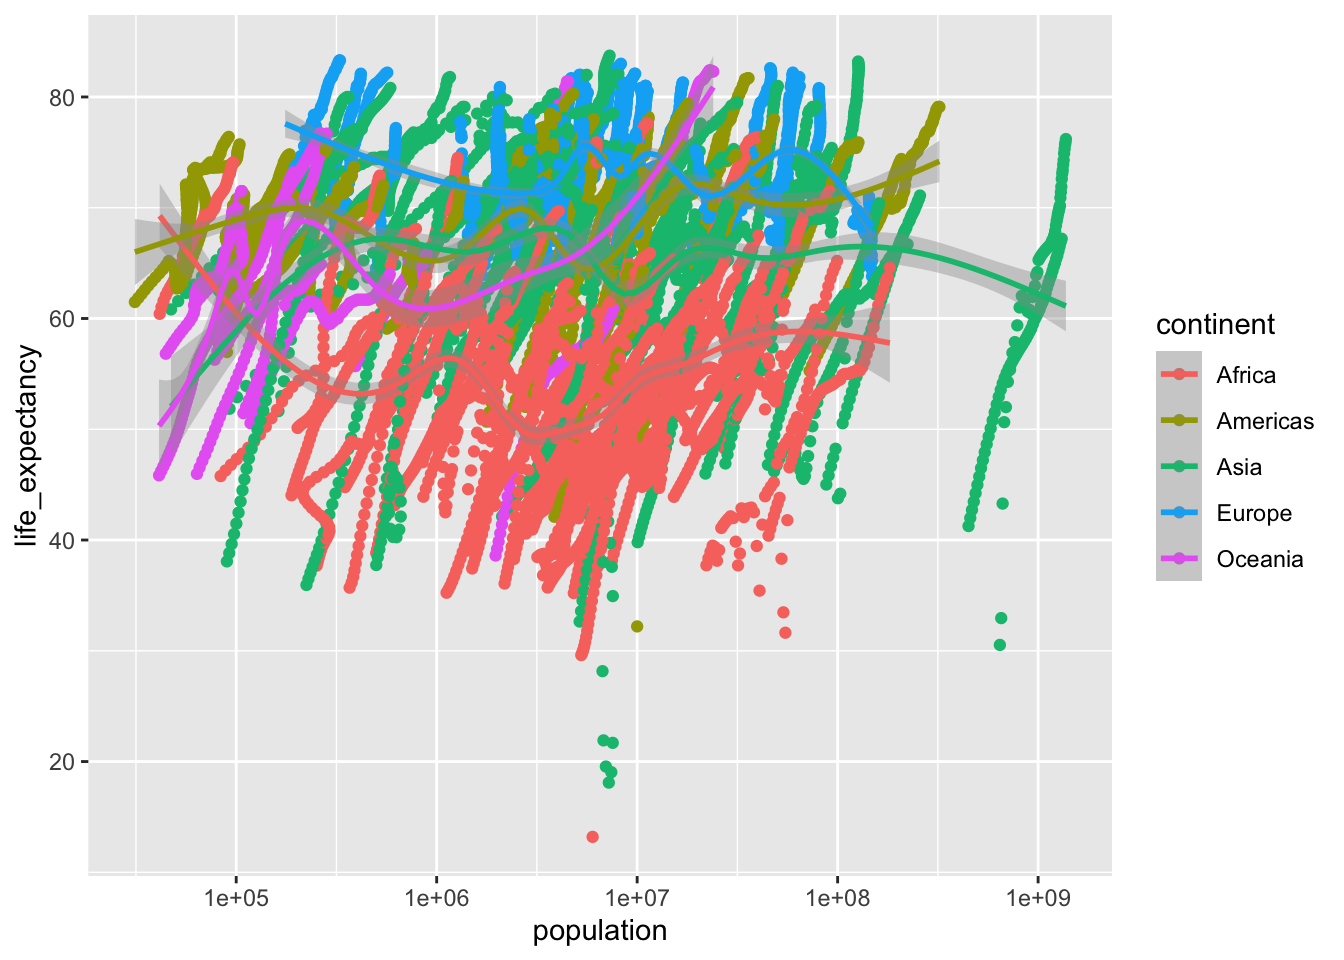 80
60
40
20
life_expectancy
1e+05 1e+06 1e+07 1e+08 1e+09
population
continent
Africa
Americas
Asia
Europe
Oceania